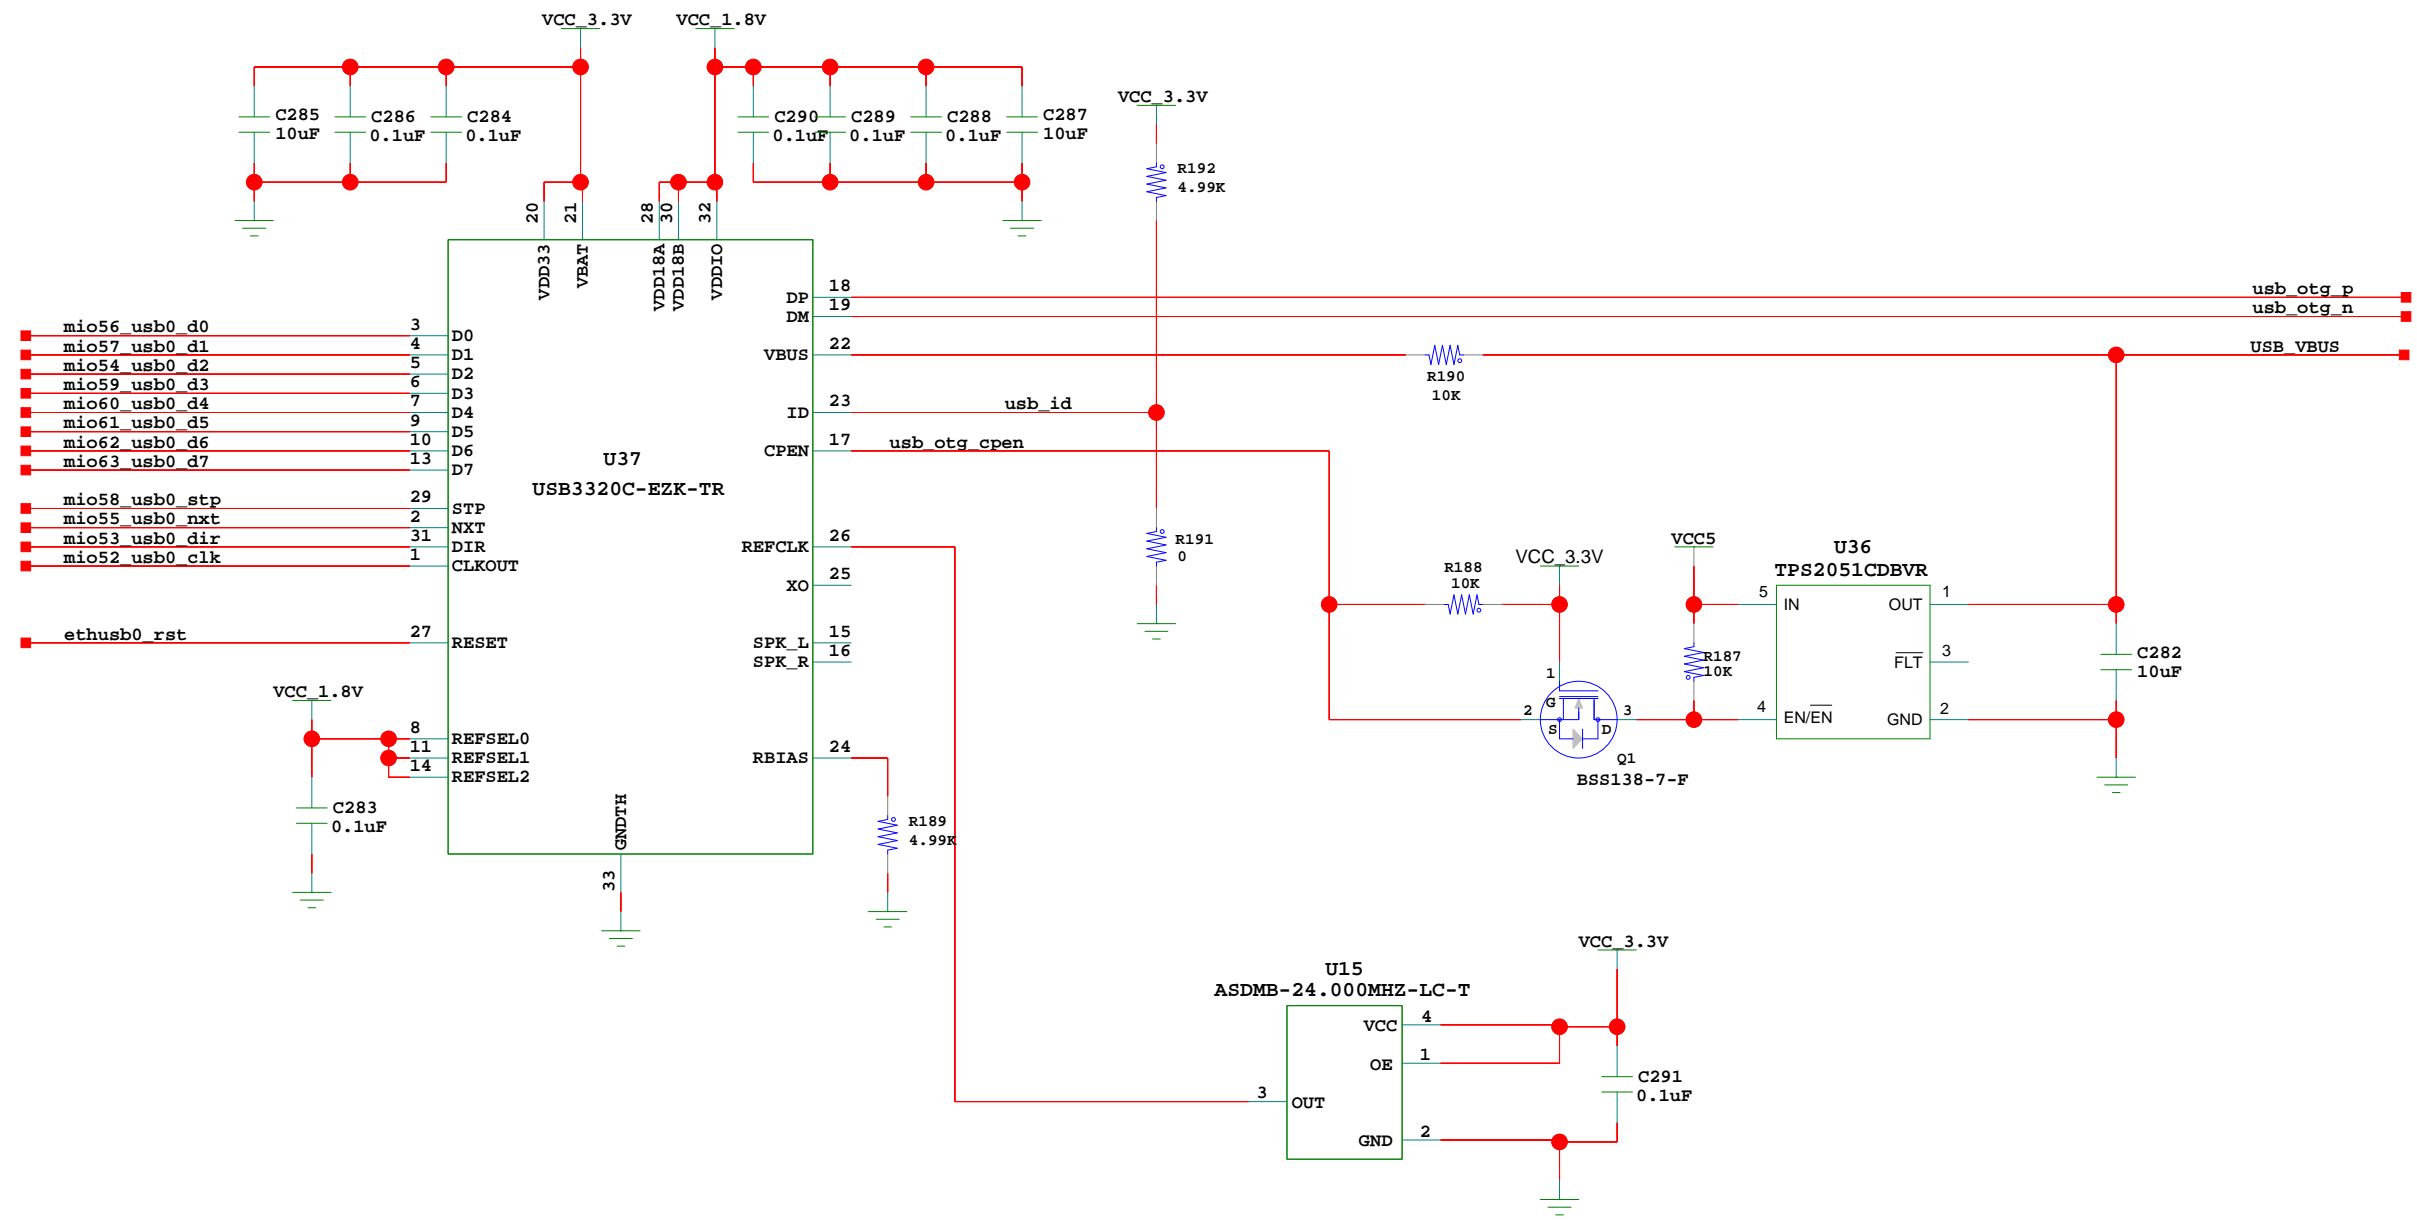 VCC_3.3V
VCC_1.8V
C285
10uF
C286
0.1uF
C284
0.1uF
C290
0.1uF
C289
0.1uF
C288
0.1uF
C287
10uF
VCC_3.3V
R192
4.99K
20
21
28
30
32
VDD33
VBAT
VDD18A
VDD18B
VDDIO
mio56_usb0_d0
3
D0
mio57_usb0_d1
4
D1
mio54_usb0_d2
5
D2
mio59_usb0_d3
6
D3
mio60_usb0_d4
7
D4
mio61_usb0_d5
9
D5
mio62_usb0_d6
10
D6
mio63_usb0_d7
13
D7
mio58_usb0_stp
29
STP
mio55_usb0_nxt
2
NXT
mio53_usb0_dir
31
DIR
mio52_usb0_clk
1
CLKOUT
ethusb0_rst
27
RESET
VCC_1.8V
8
REFSEL0
11
REFSEL1
14
REFSEL2
C283
0.1uF
U37
USB3320C-EZK-TR
GNDTH
33
DP
18
usb_otg_p
DM
19
usb_otg_n
VBUS
22
R190
10K
USB_VBUS
ID
23
usb_id
CPEN
17
usb_otg_cpen
REFCLK
26
XO
25
SPK_L
15
SPK_R
16
RBIAS
24
R189
4.99K
R191
0
R188
10K
VCC_3.3V
1
G
2
S
3
D
Q1
BSS138-7-F
VCC5
R187
10K
U36
TPS2051CDBVR
5
IN
4
EN/EN
OUT
1
FLT
3
GND
2
C282
10uF
VCC_3.3V
U15
ASDMB-24.000MHZ-LC-T
VCC
4
OE
1
3
OUT
GND
2
C291
0.1uF